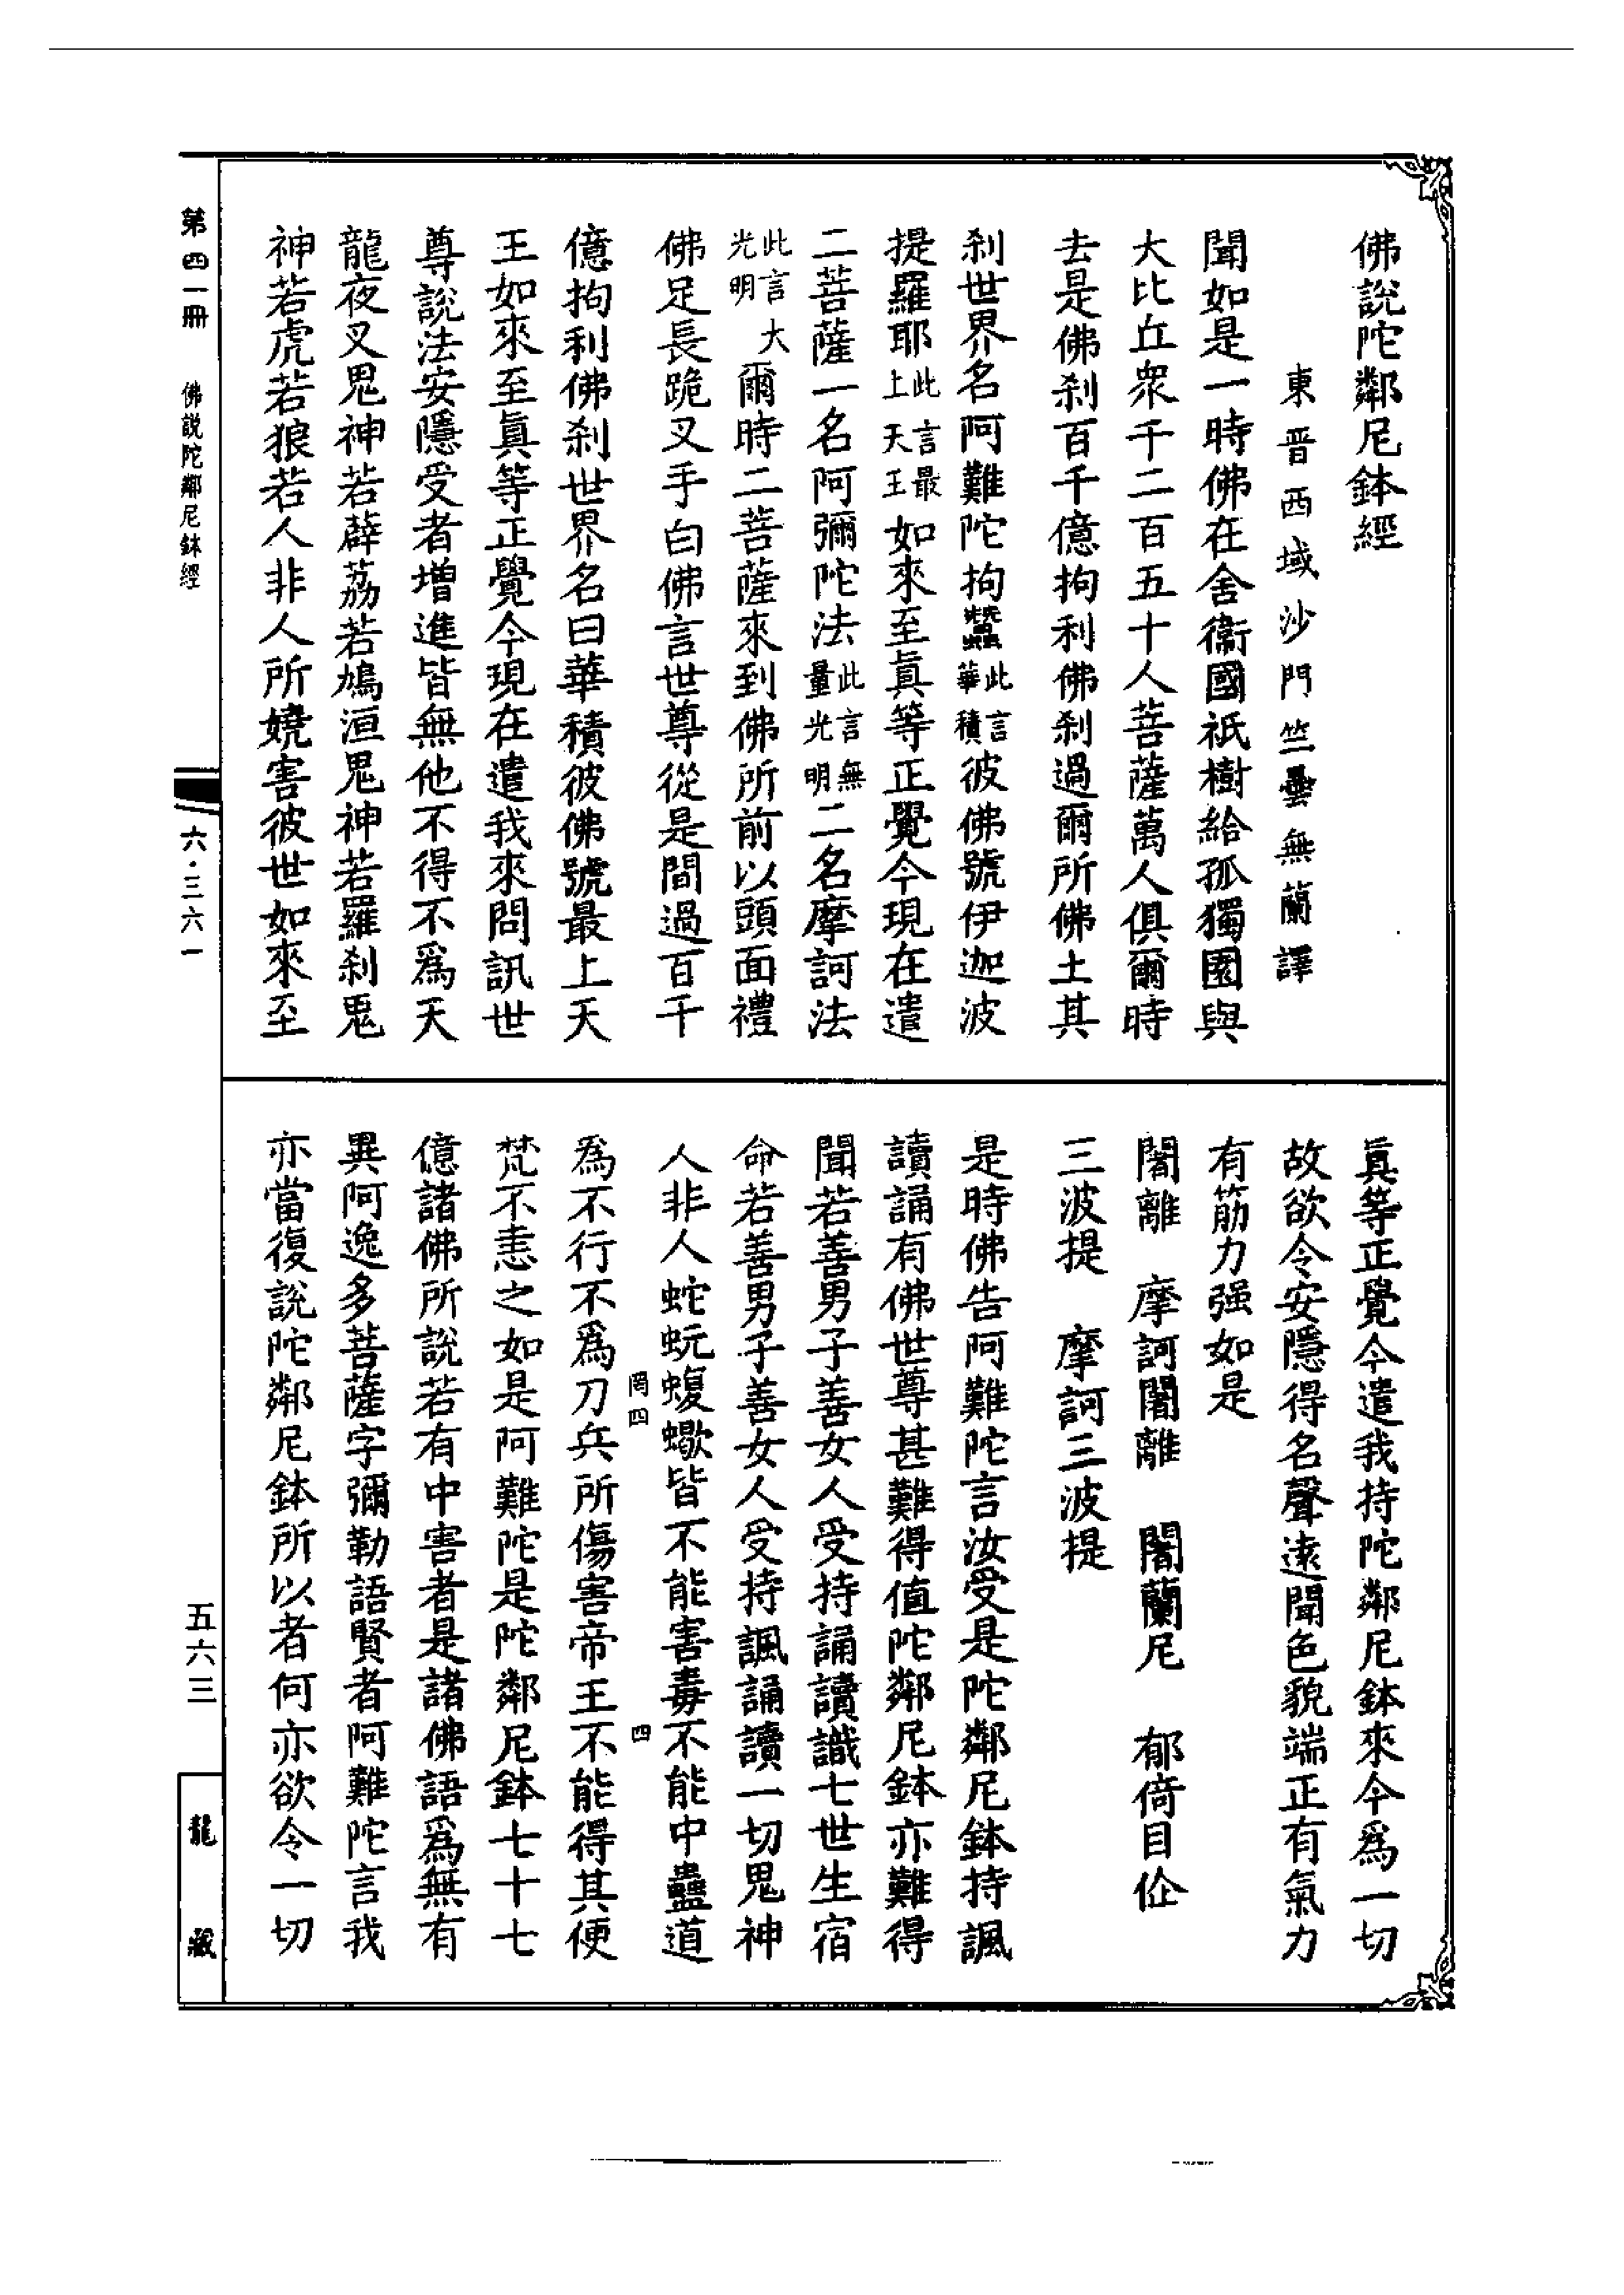 佛說陀鄰尼鉢經
東晉西域沙門竺曇無蘭譯
聞如是一時佛在舍衞國祇樹給孤獨園與
大比丘衆千二百五十人菩薩萬人俱爾時
去是佛刹百千億拘利佛刹過爾所佛土其
刹世界名阿難陀拘蠶此言華積彼佛號伊迦波
提羅耶此言最上天王如來至眞等正覺今現在遣
二菩薩一名阿彌陀法此言無量光明二名摩訶法
此言大光明爾時二菩薩來到佛所前以頭面禮
佛足長跪叉手白佛言世尊從是間過百千
億拘利佛刹世界名曰華積彼佛號最上天
王如來至眞等正覺今現在遣我來問訊世
尊說法安隱受者增進皆無他不得不爲天
龍夜叉鬼神若薜荔若鳩洹鬼神若羅刹鬼
神若虎若狼若人非人所嬈害彼世如來至
眞等正覺今遣我持陀鄰尼鉢來今爲一切
故欲令安隱得名聲遠聞色貌端正有氣力
有筋力强如是
闍離 摩訶闍離 闍蘭尼 郁倚目佉
三波提 摩訶三波提
是時佛告阿難陀言汝受是陀鄰尼鉢持諷
讀誦有佛世尊甚難得值陀鄰尼鉢亦難得
聞若善男子善女人受持誦讀識七世生宿
命若善男子善女人受持諷誦讀一切鬼神
人非人蛇蚖蝮蠍皆不能害毒不能中蠱道
罔四 四
爲不行不爲刀兵所傷害帝王不能得其便
梵不恚之如是阿難陀是陀鄰尼鉢七十七
億諸佛所說若有中害者是諸佛語爲無有
異阿逸多菩薩字彌勒語賢者阿難陀言我
亦當復說陀鄰尼鉢所以者何亦欲令一切
第四一冊 佛說陀鄰尼鉢經
六·三六一
五六三
龍藏